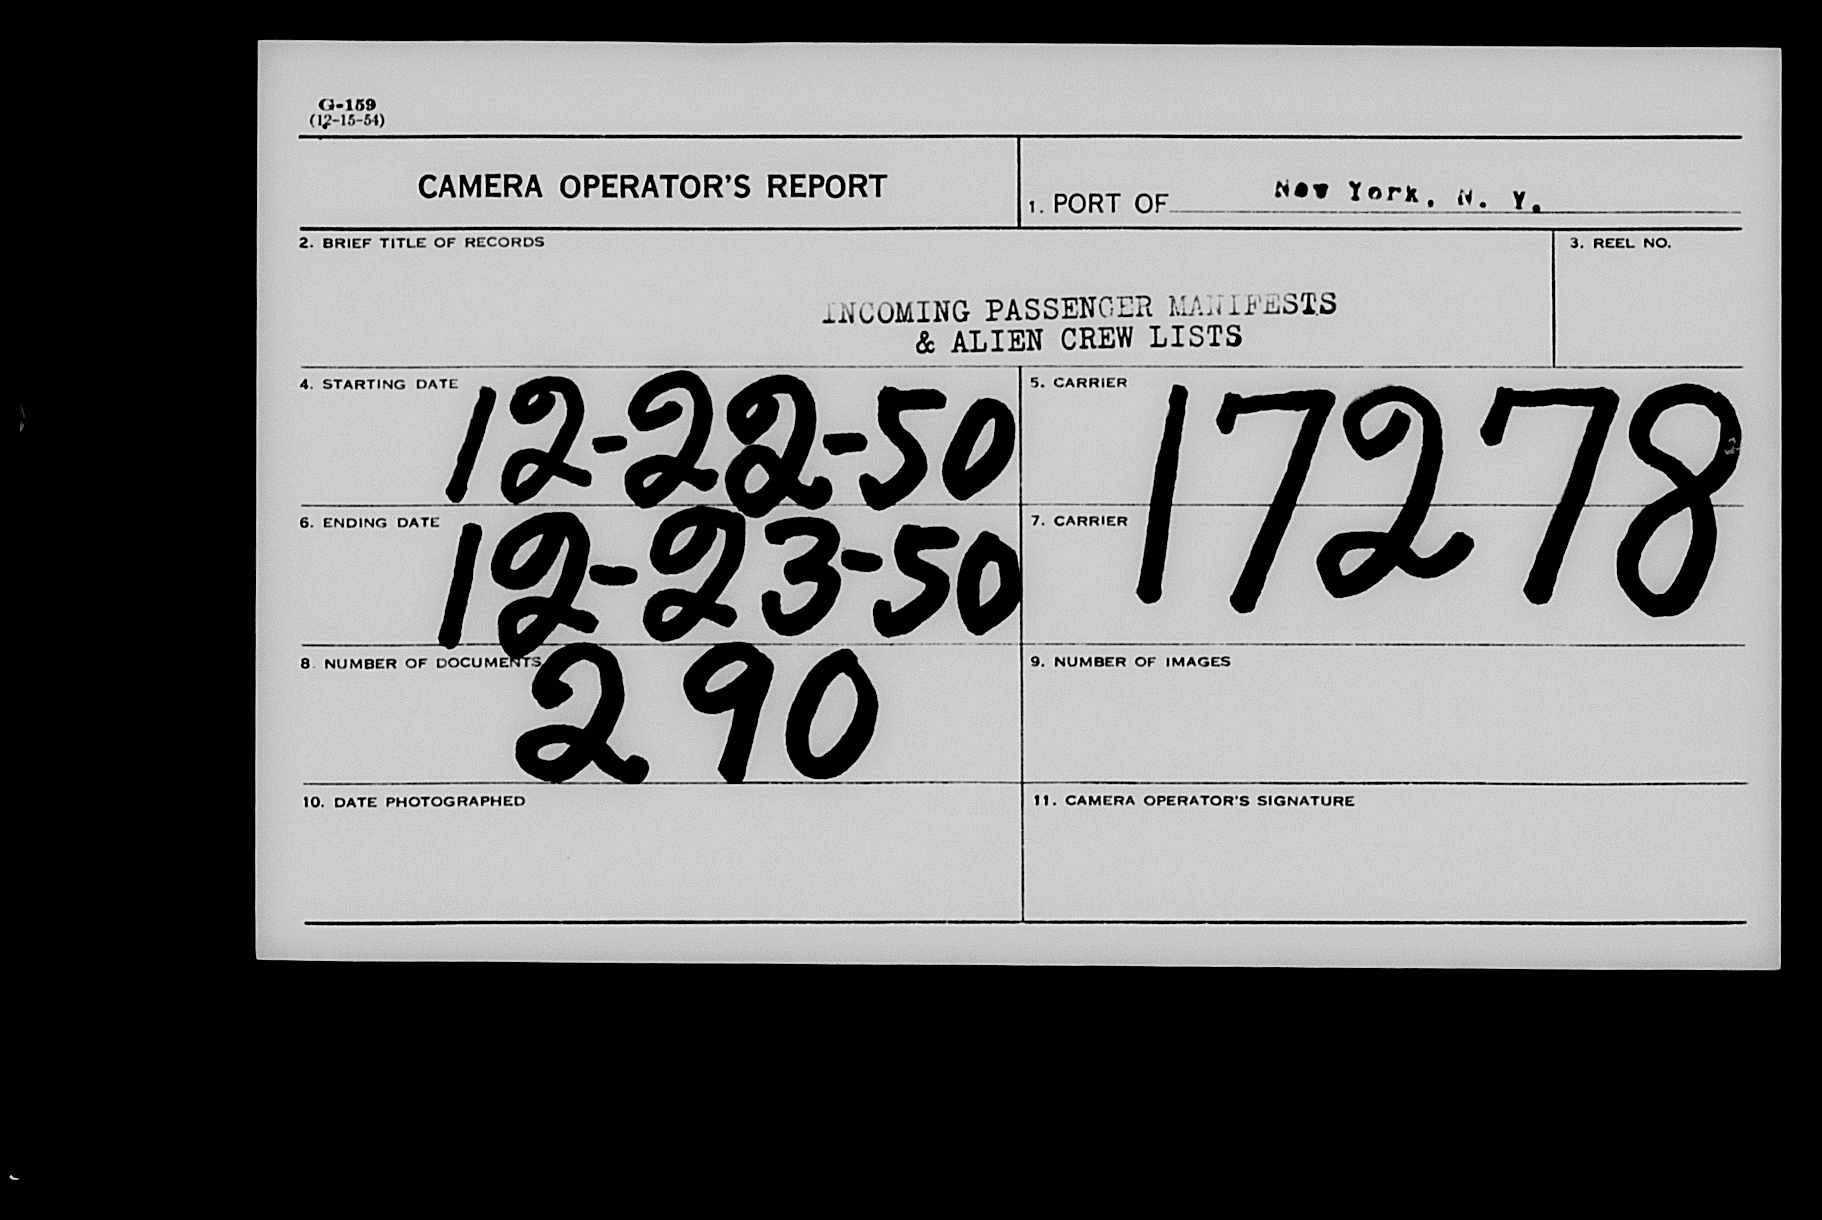 G-159
(12-15-54)
CAMERA OPERATOR'S REPORT
1. PORT OF New York, N. Y.
2. BRIEF TITLE OF RECORDS
3. REEL NO.
INCOMING PASSENGER MANIFESTS
& ALIEN CREW LISTS
4. STARTING DATE 12-22-50
5. CARRIER 17278
6. ENDING DATE 12-23-50
7. CARRIER
8. NUMBER OF DOCUMENTS 290
9. NUMBER OF IMAGES
10. DATE PHOTOGRAPHED
11. CAMERA OPERATOR'S SIGNATURE